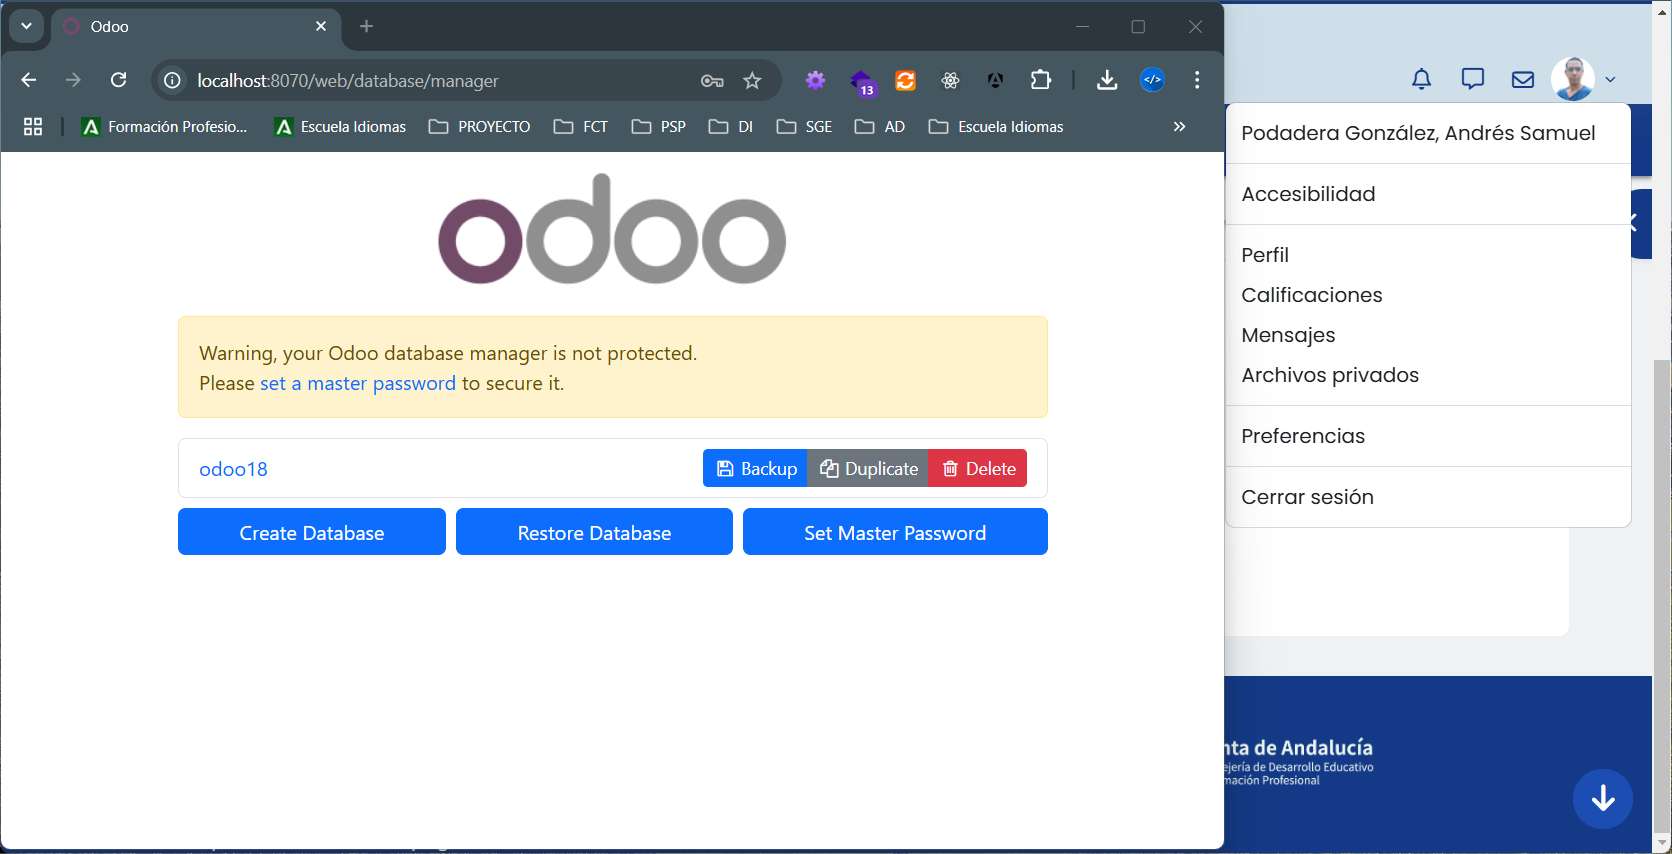 Odoo
localhost:8070/web/database/manager
13
Formación Profesio...
Escuela Idiomas
PROYECTO
FCT
PSP
DI
SGE
AD
Escuela Idiomas
odoo
Warning, your Odoo database manager is not protected.
Please set a master password to secure it.
odoo18
Backup
Duplicate
Delete
Create Database
Restore Database
Set Master Password
Podadera González, Andrés Samuel
Accesibilidad
Perfil
Calificaciones
Mensajes
Archivos privados
Preferencias
Cerrar sesión
nta de Andalucía
ejería de Desarrollo Educativo
mación Profesional